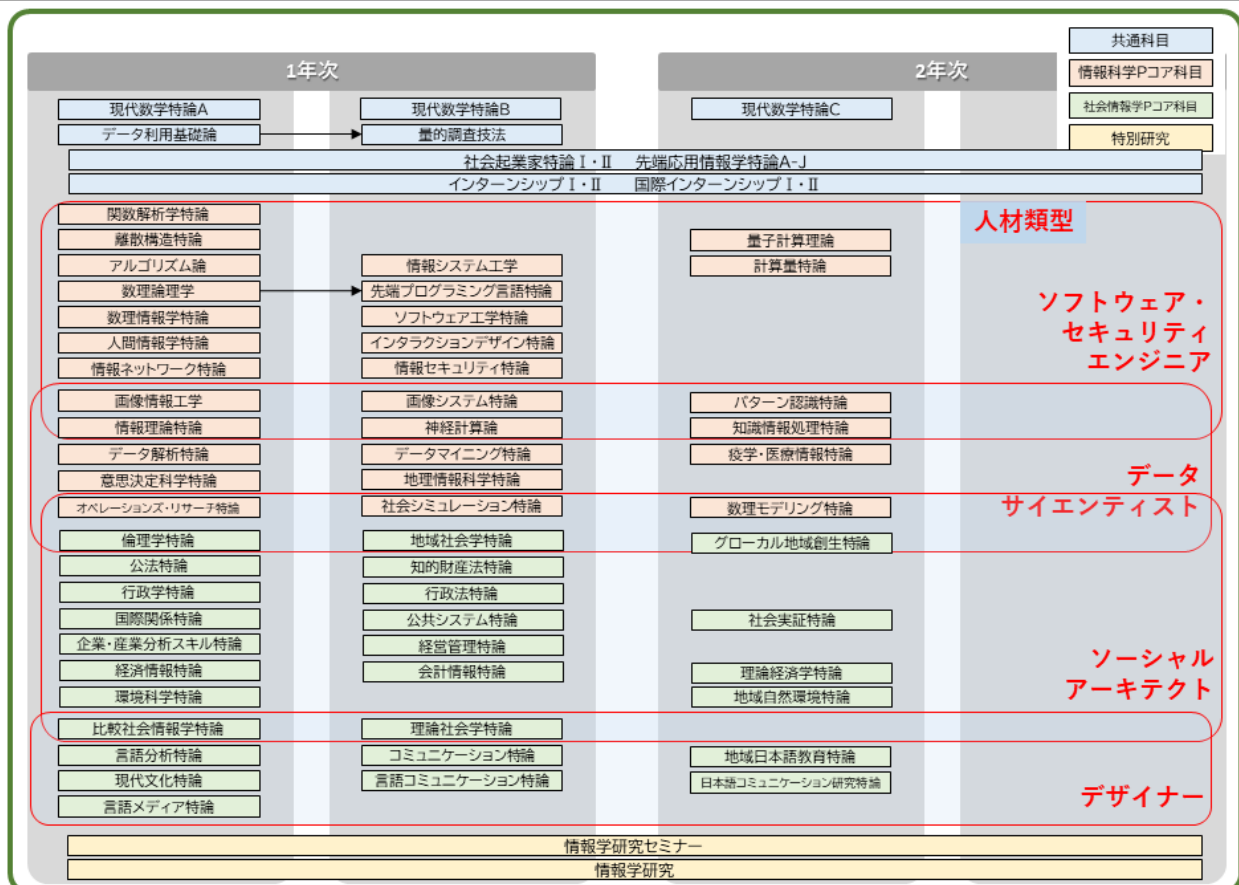 共通科目
1年次
2年次
情報科学Pコア科目
現代数学特論A
現代数学特論B
現代数学特論C
社会情報学Pコア科目
データ利用基礎論
量的調査技法
特別研究
社会起業家特論Ⅰ・Ⅱ 先端応用情報学特論A-J
インターンシップⅠ・Ⅱ 国際インターンシップⅠ・Ⅱ
関数解析学特論
人材類型
離散構造特論
量子計算理論
アルゴリズム論
情報システム工学
計算量特論
数理論理学
先端プログラミング言語特論
ソフトウェア・
セキュリティ
エンジニア
数理情報学特論
ソフトウェア工学特論
人間情報学特論
インタラクションデザイン特論
情報ネットワーク特論
情報セキュリティ特論
画像情報工学
画像システム特論
パターン認識特論
情報理論特論
神経計算論
知識情報処理特論
データ解析特論
データマイニング特論
疫学・医療情報特論
データ
サイエンティスト
意思決定科学特論
地理情報科学特論
オペレーションズ・リサーチ特論
社会シミュレーション特論
数理モデリング特論
倫理学特論
地域社会学特論
グローカル地域創生特論
公法特論
知的財産法特論
行政学特論
行政法特論
国際関係特論
公共システム特論
社会実証特論
企業・産業分析スキル特論
経営管理特論
経済情報特論
会計情報特論
理論経済学特論
ソーシャル
アーキテクト
環境科学特論
地域自然環境特論
比較社会情報学特論
理論社会学特論
言語分析特論
コミュニケーション特論
地域日本語教育特論
現代文化特論
言語コミュニケーション特論
日本語コミュニケーション研究特論
デザイナー
言語メディア特論
情報学研究セミナー
情報学研究